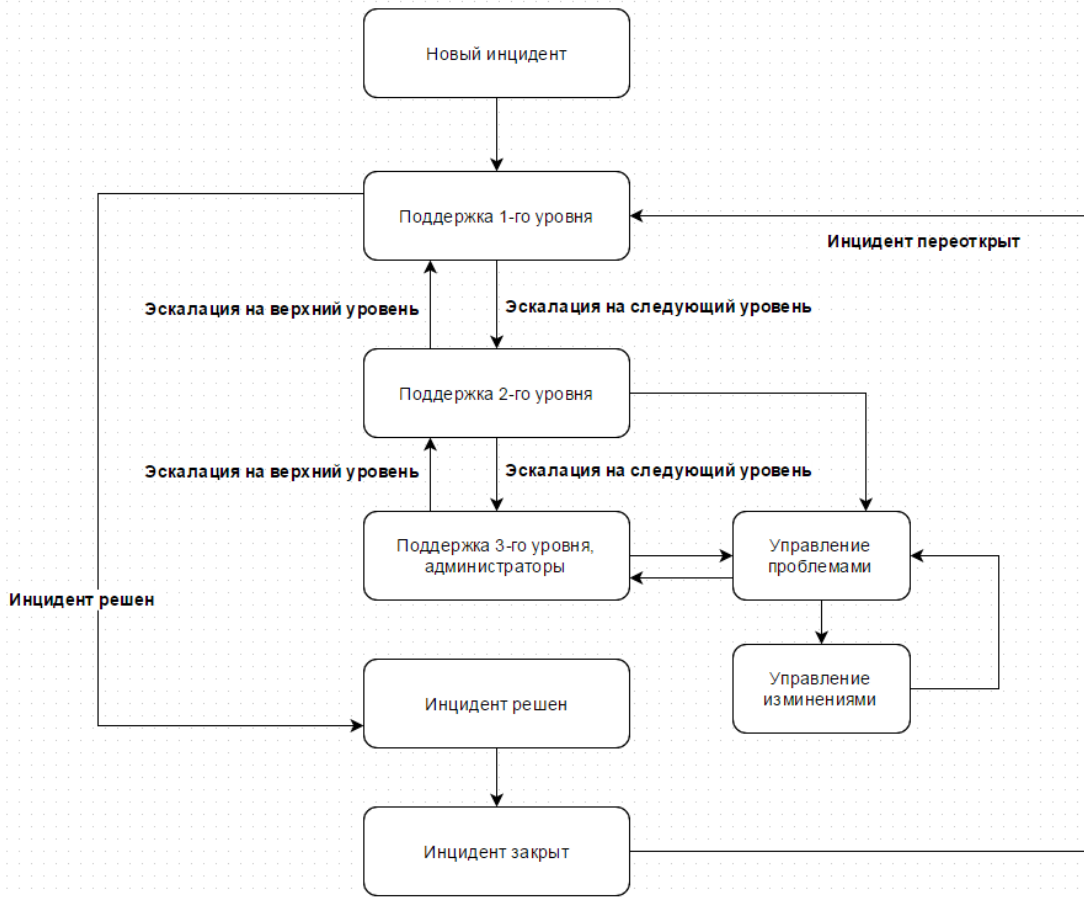 Новый инцидент
Поддержка 1-го уровня
Инцидент переоткрыт
Эскалация на верхний уровень
Эскалация на следующий уровень
Поддержка 2-го уровня
Эскалация на верхний уровень
Эскалация на следующий уровень
Поддержка 3-го уровня,
администраторы
Управление
проблемами
Инцидент решен
Инцидент решен
Управление
изминениями
Инцидент закрыт